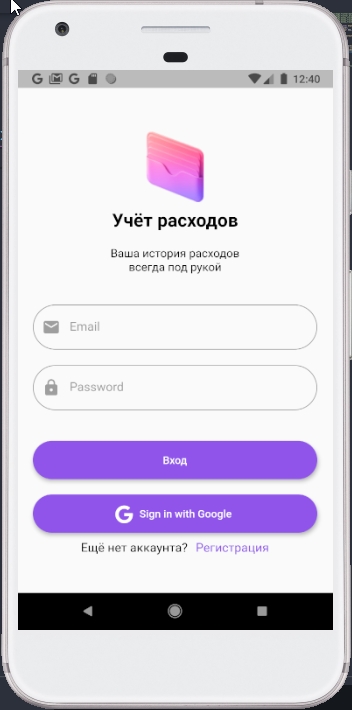 12:40
Учёт расходов
Ваша история расходов
всегда под рукой
Email
Password
Вход
Sign in with Google
Ещё нет аккаунта? Регистрация